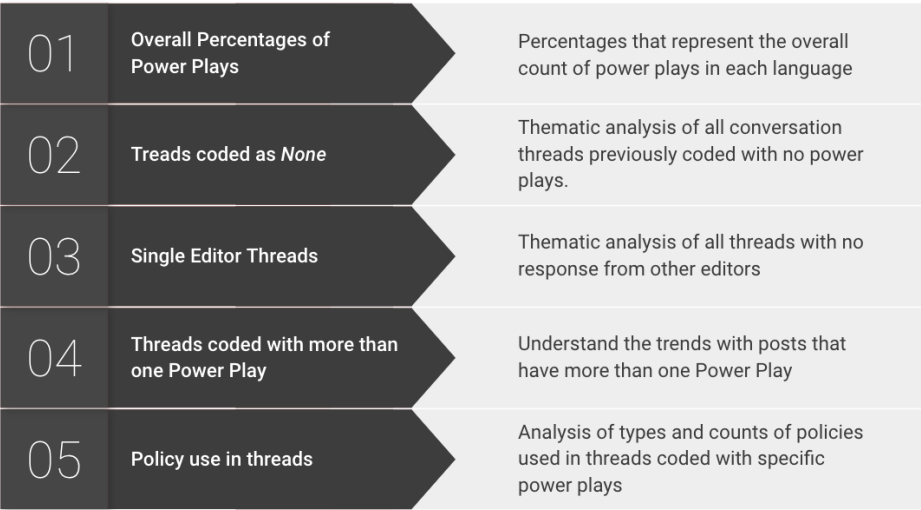 01
Overall Percentages of
Power Plays
Percentages that represent the overall
count of power plays in each language
02
Treads coded as None
Thematic analysis of all conversation
threads previously coded with no power
plays.
03
Single Editor Threads
Thematic analysis of all threads with no
response from other editors
04
Threads coded with more than
one Power Play
Understand the trends with posts that
have more than one Power Play
05
Policy use in threads
Analysis of types and counts of policies
used in threads coded with specific
power plays